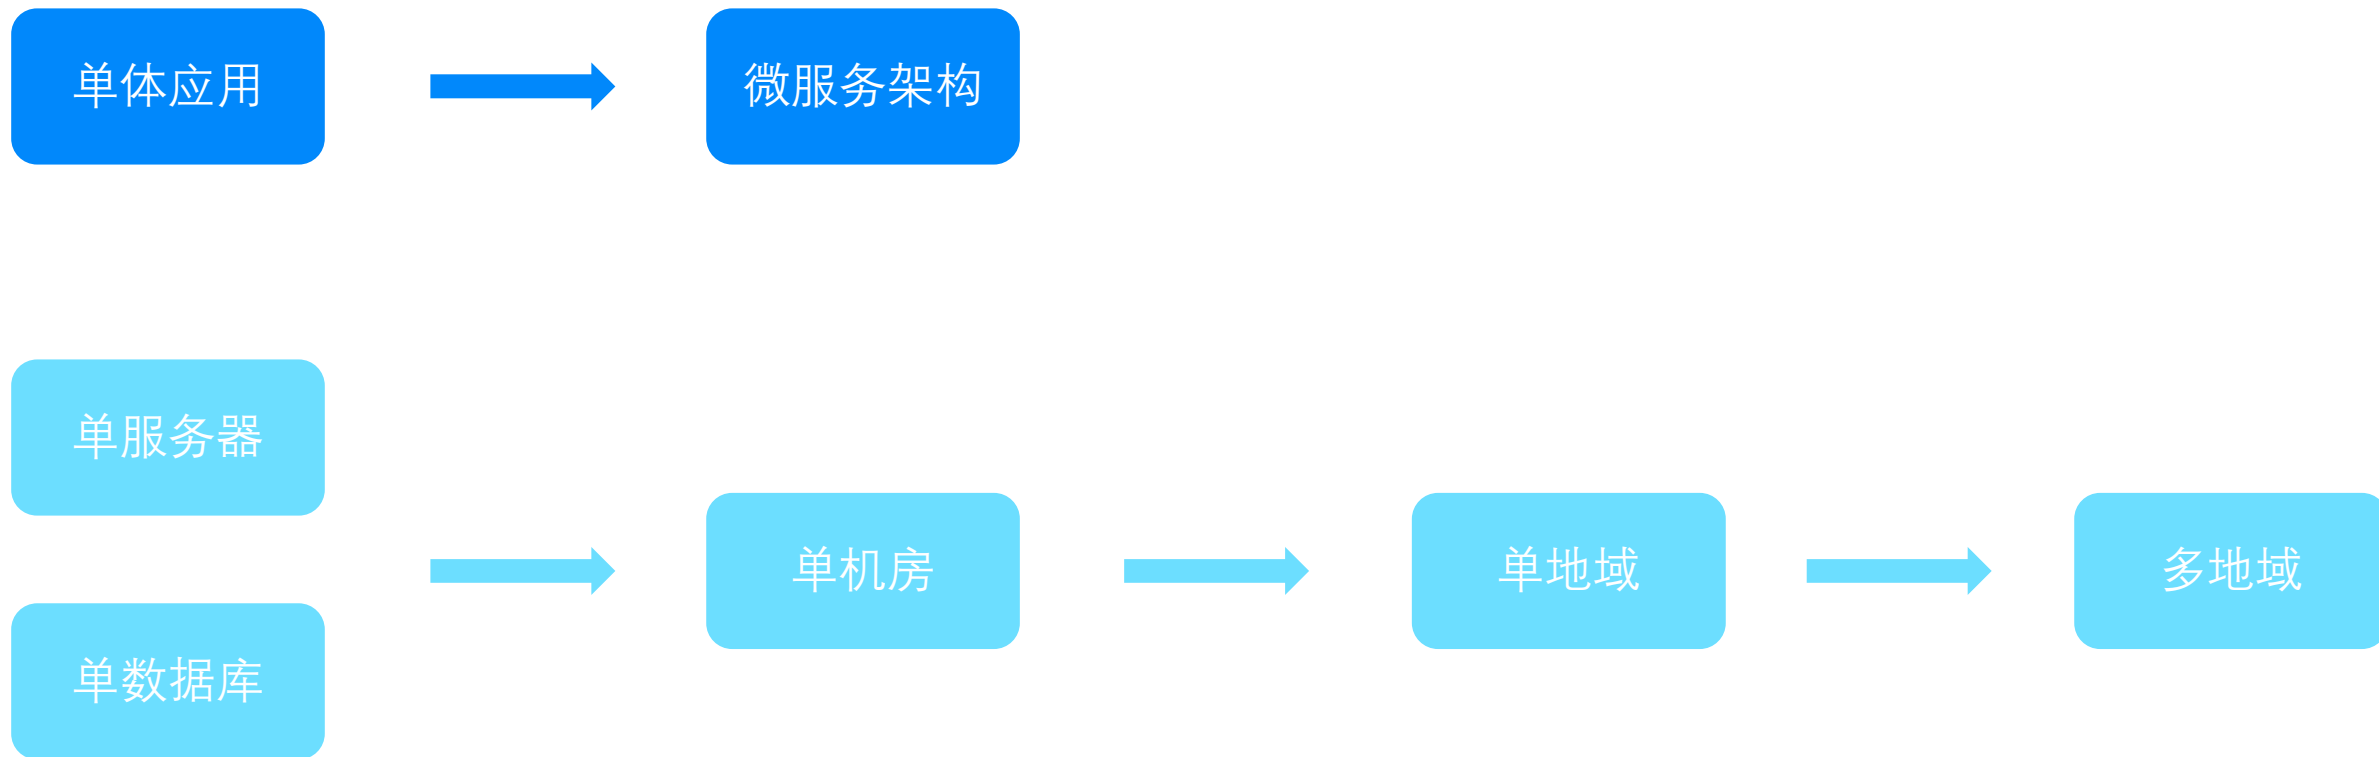 单体应用
微服务架构
单服务器
单机房
单地域
多地域
单数据库